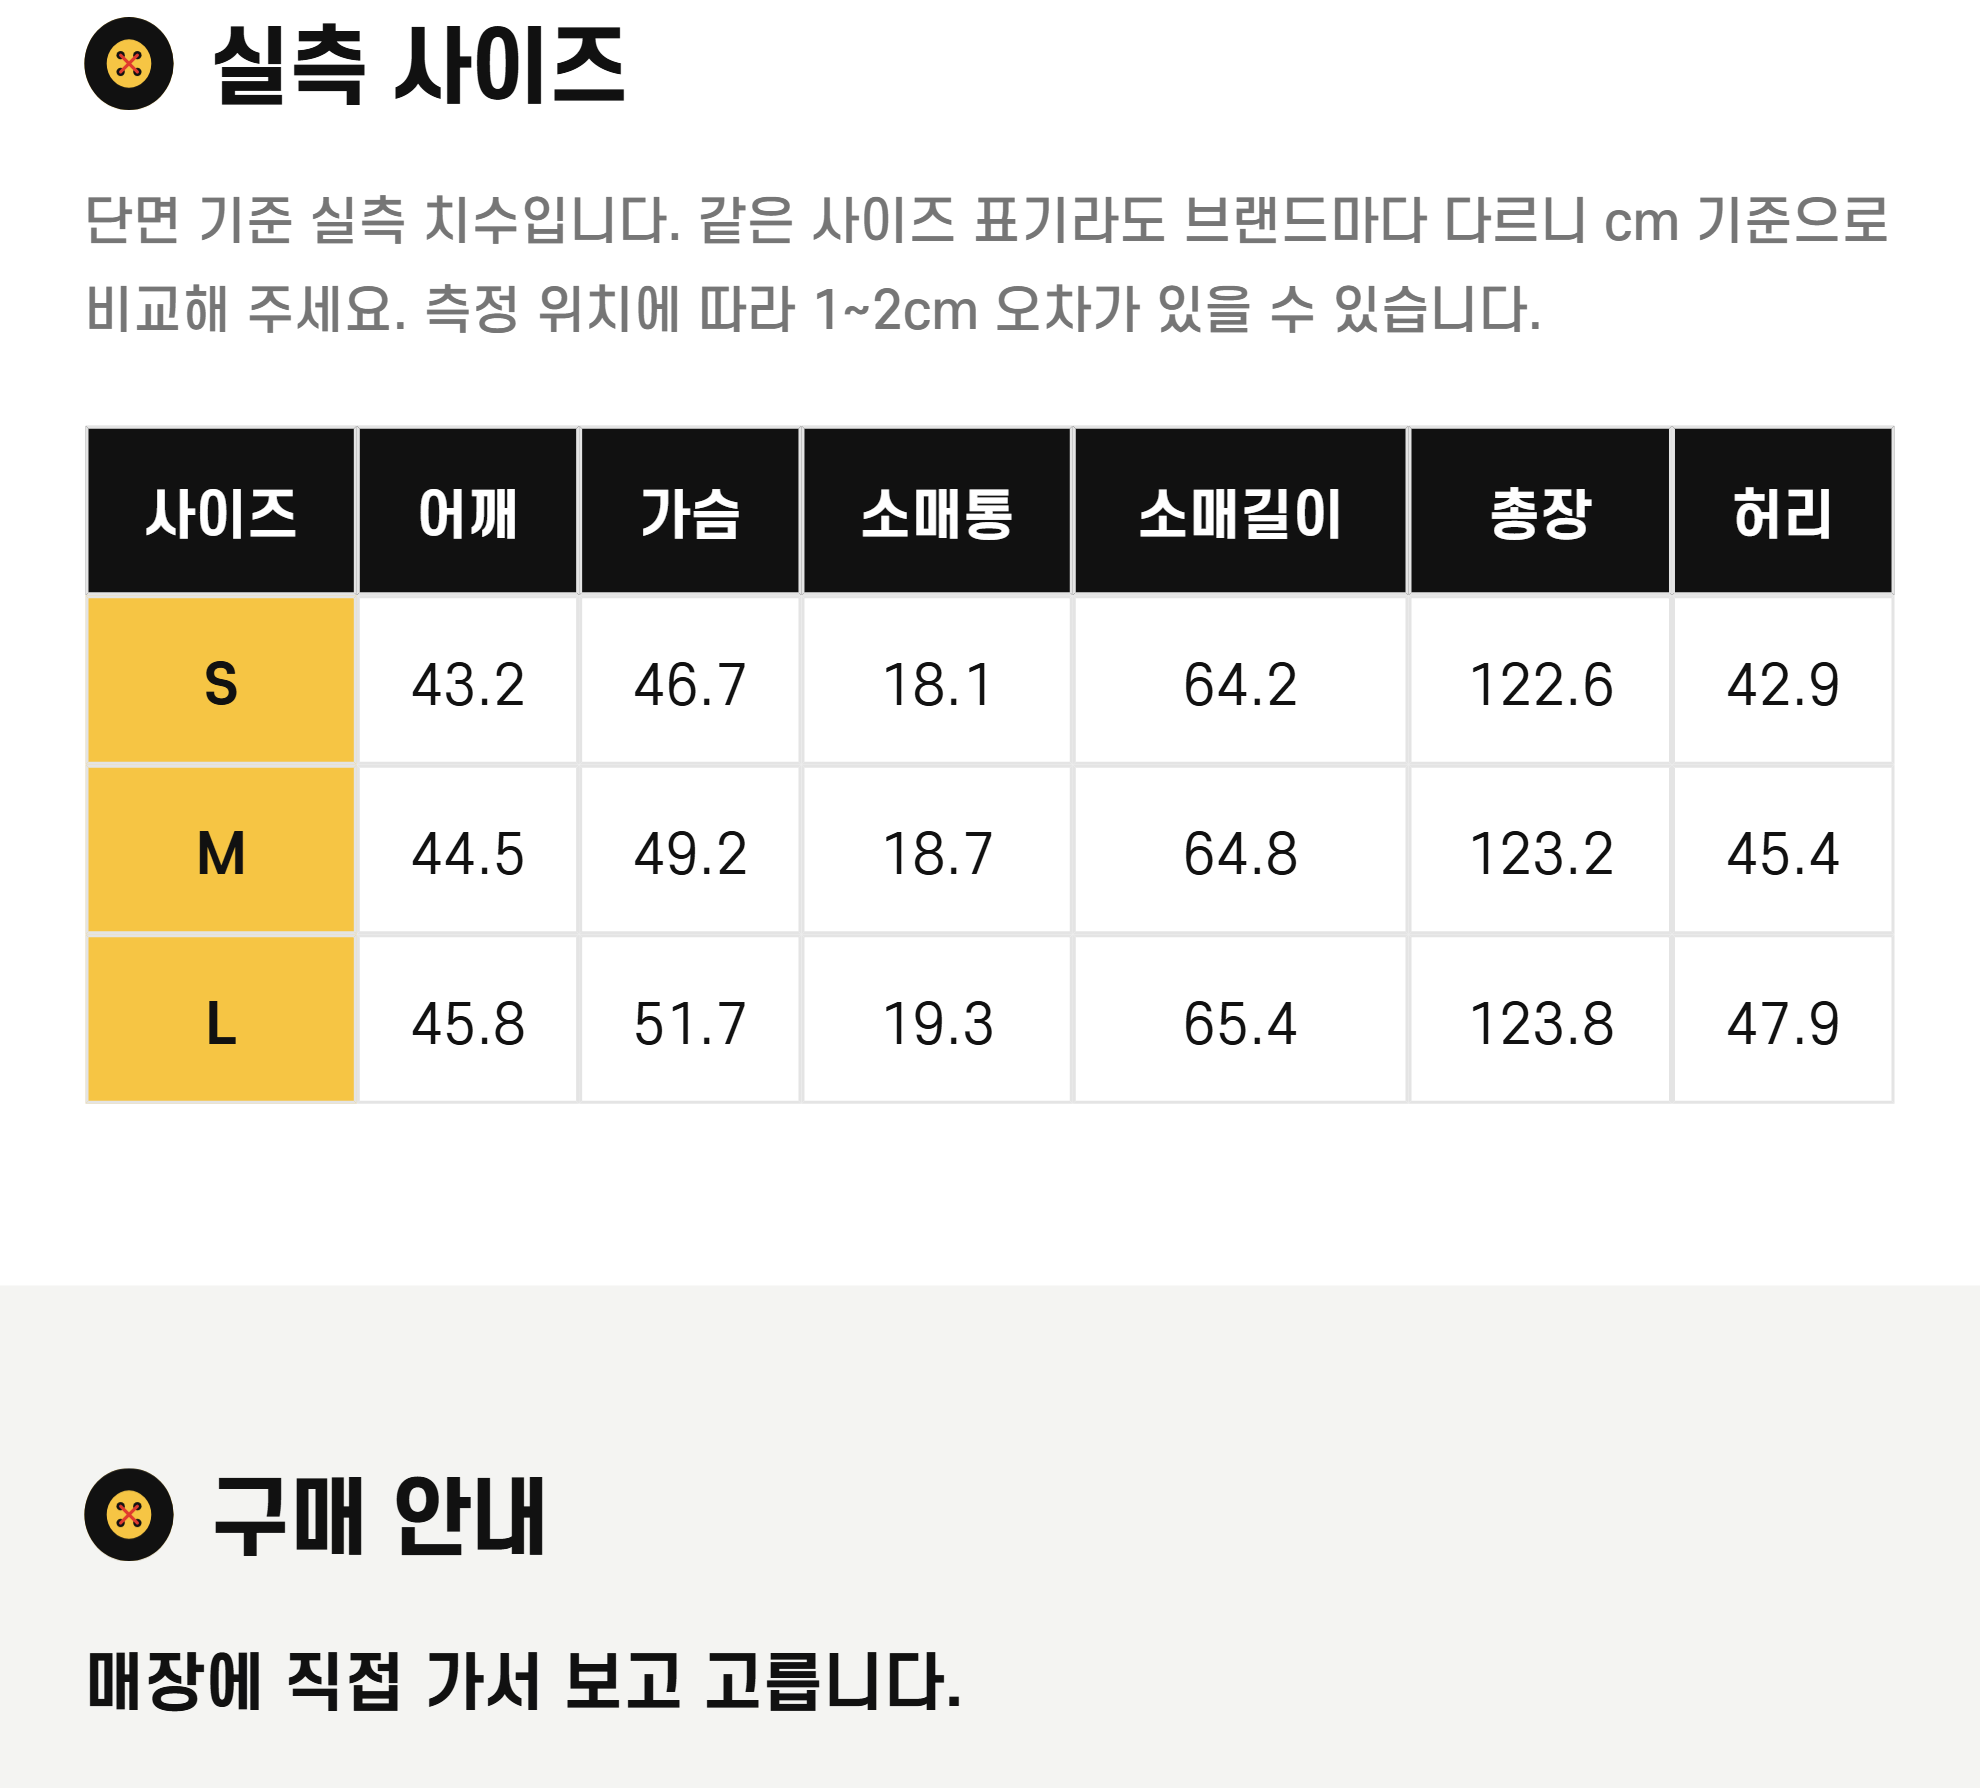 실측 사이즈
단면 기준 실측 치수입니다. 같은 사이즈 표기라도 브랜드마다 다르니 cm 기준으로
비교해 주세요. 측정 위치에 따라 1~2cm 오차가 있을 수 있습니다.
사이즈 어깨 가슴 소매통 소매길이 총장 허리
S 43.2 46.7 18.1 64.2 122.6 42.9
M 44.5 49.2 18.7 64.8 123.2 45.4
L 45.8 51.7 19.3 65.4 123.8 47.9
구매 안내
매장에 직접 가서 보고 고릅니다.